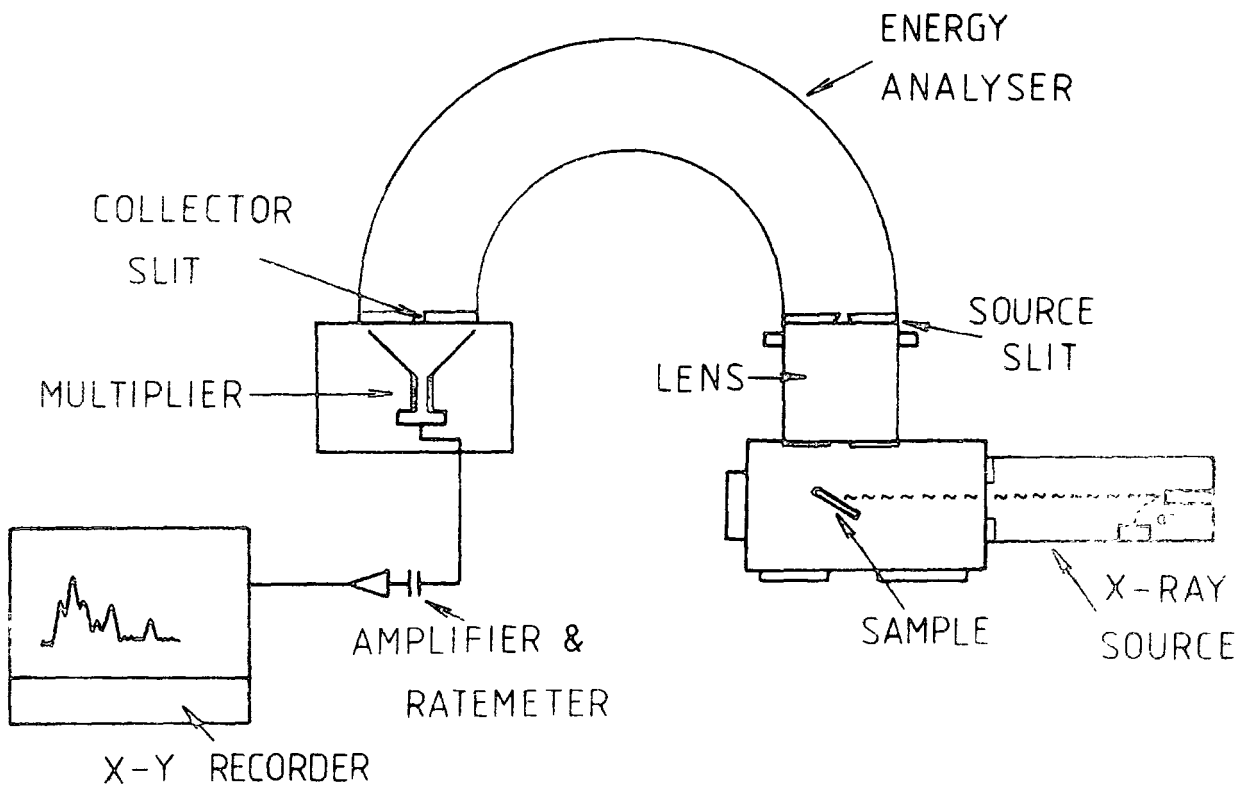 ENERGY
ANALYSER
COLLECTOR
SLIT
SOURCE
SLIT
LENS
MULTIPLIER
X-RAY
SOURCE
SAMPLE
AMPLIFIER &
RATEMETER
X-Y RECORDER